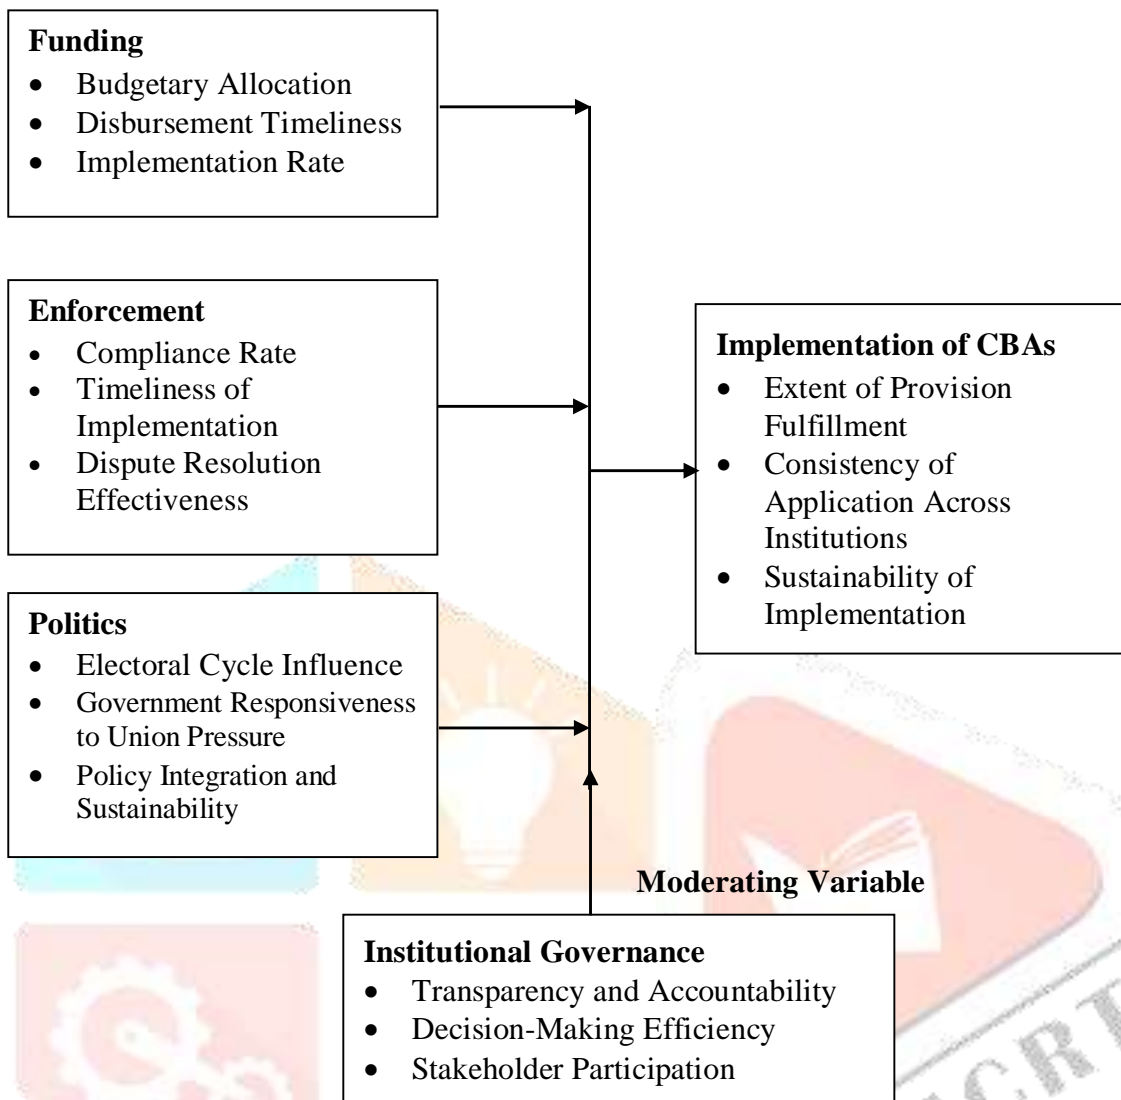 Funding
• Budgetary Allocation
• Disbursement Timeliness
• Implementation Rate
Enforcement
• Compliance Rate
• Timeliness of
Implementation
• Dispute Resolution
Effectiveness
Politics
• Electoral Cycle Influence
• Government Responsiveness
to Union Pressure
• Policy Integration and
Sustainability
Implementation of CBAs
• Extent of Provision
Fulfillment
• Consistency of
Application Across
Institutions
• Sustainability of
Implementation
Moderating Variable
Institutional Governance
• Transparency and Accountability
• Decision-Making Efficiency
• Stakeholder Participation